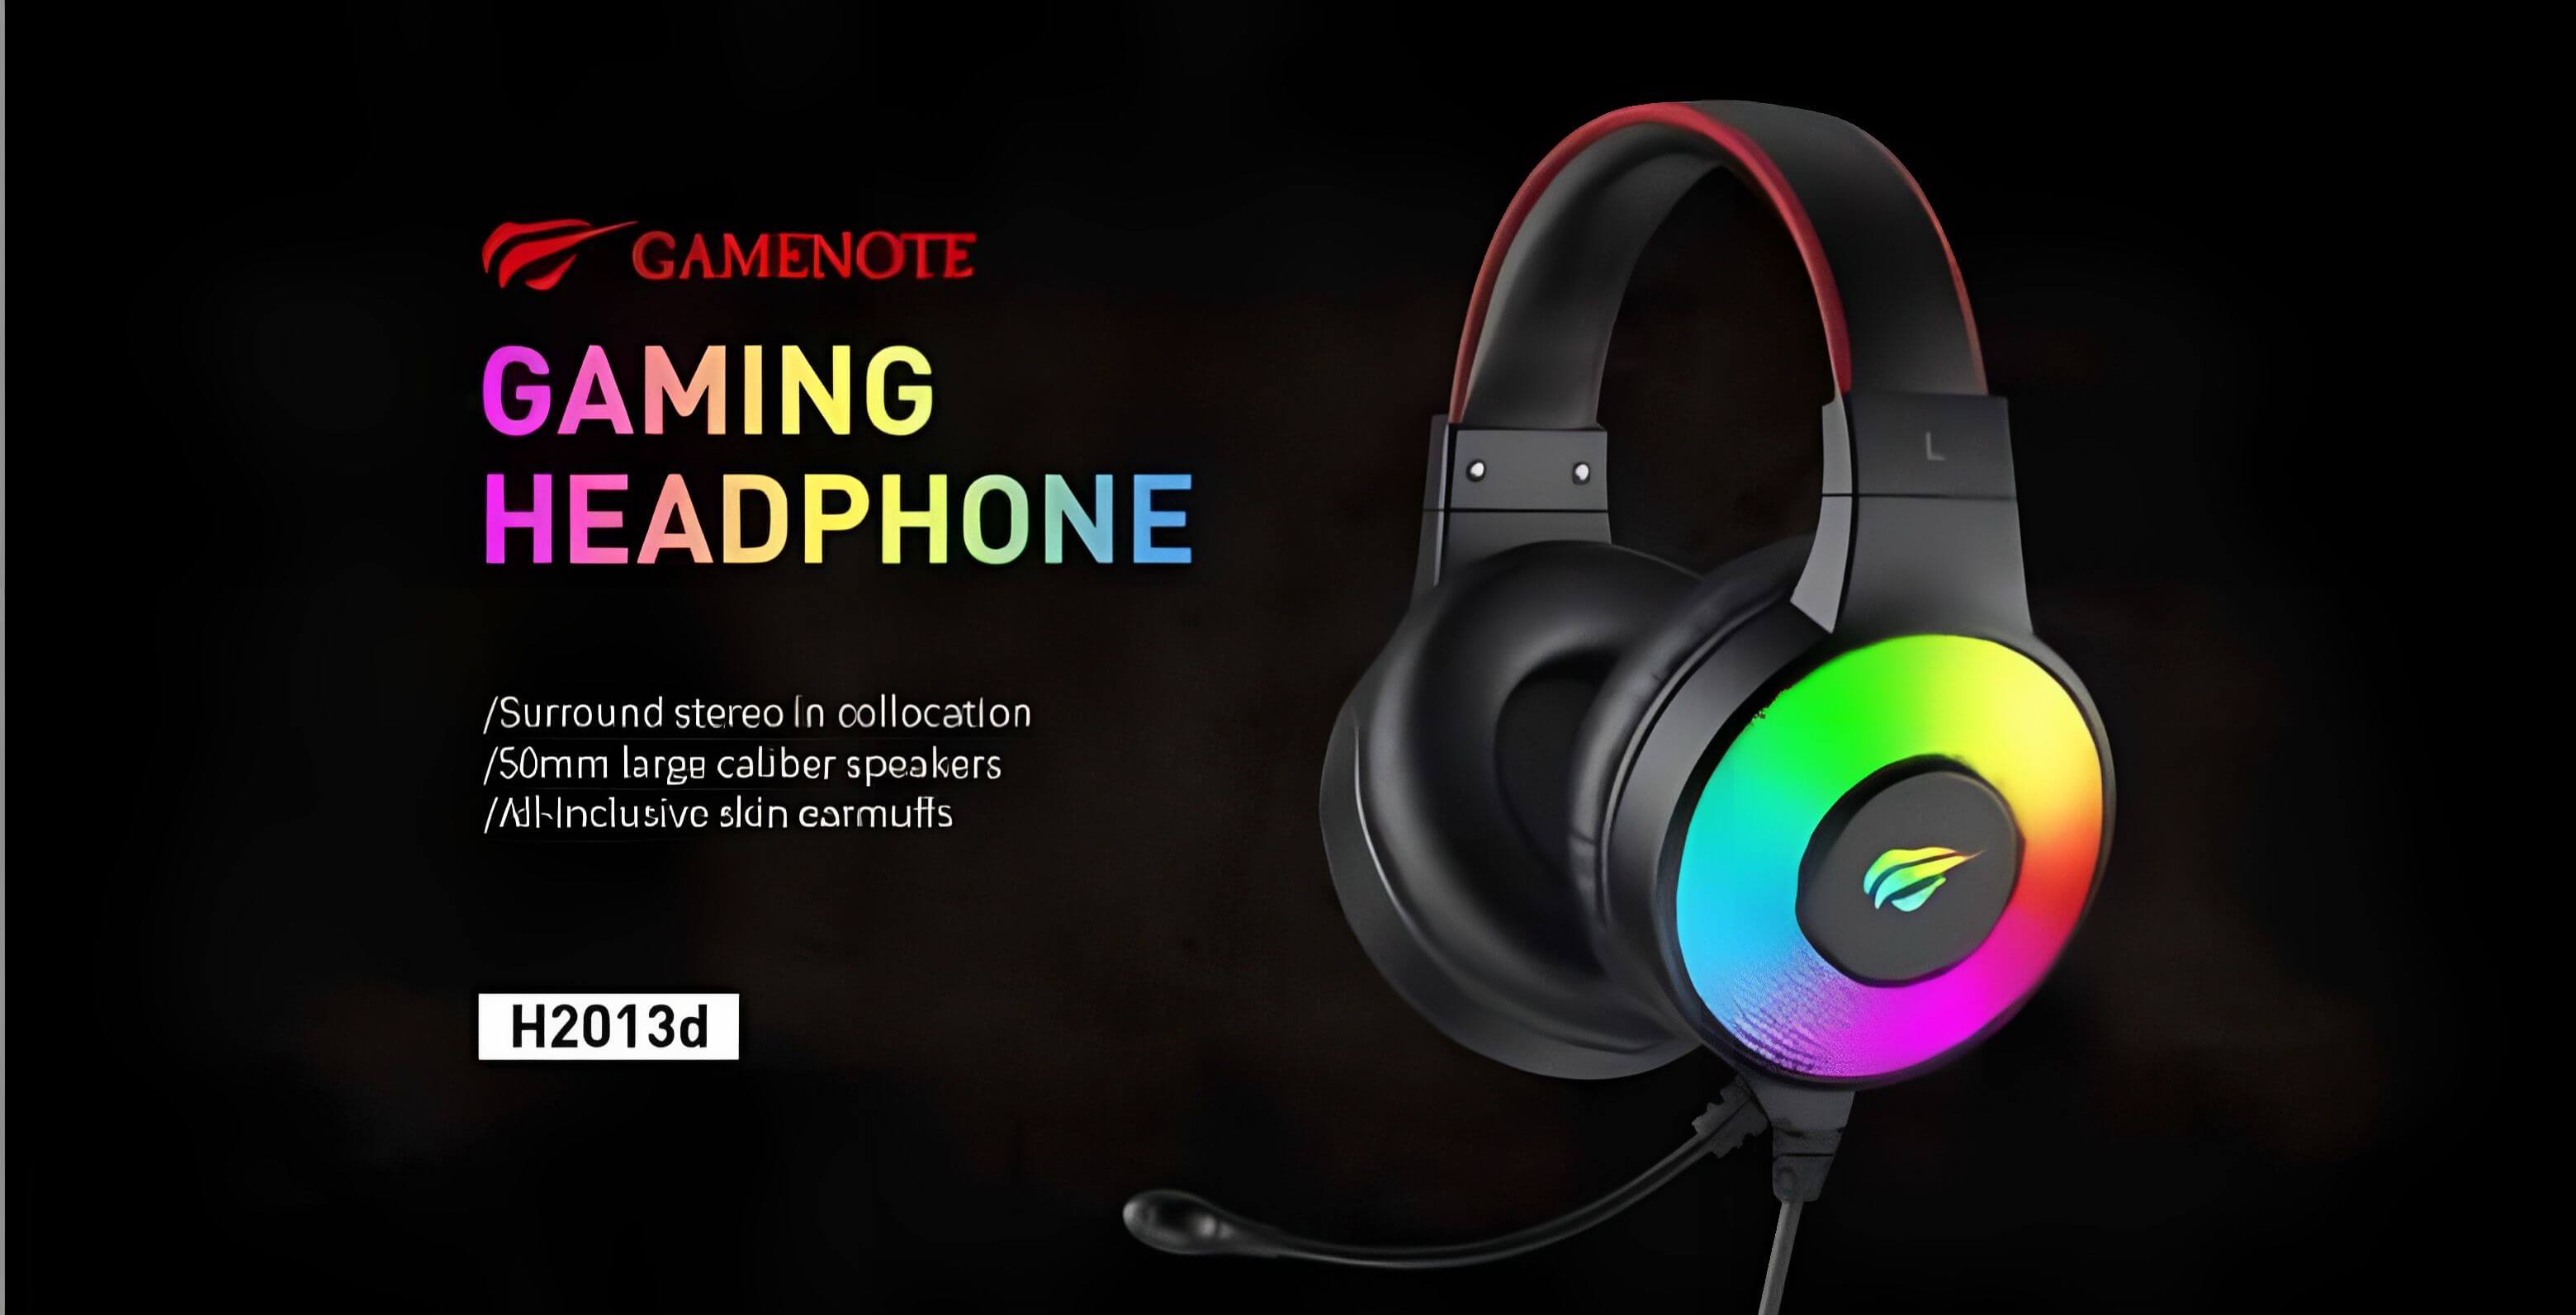 GAMENOTE
GAMING
HEADPHONE
/Surround stereo in collocation
/50mm large caliber speakers
/All-Inclusive skin earmuffs
H2013d
L